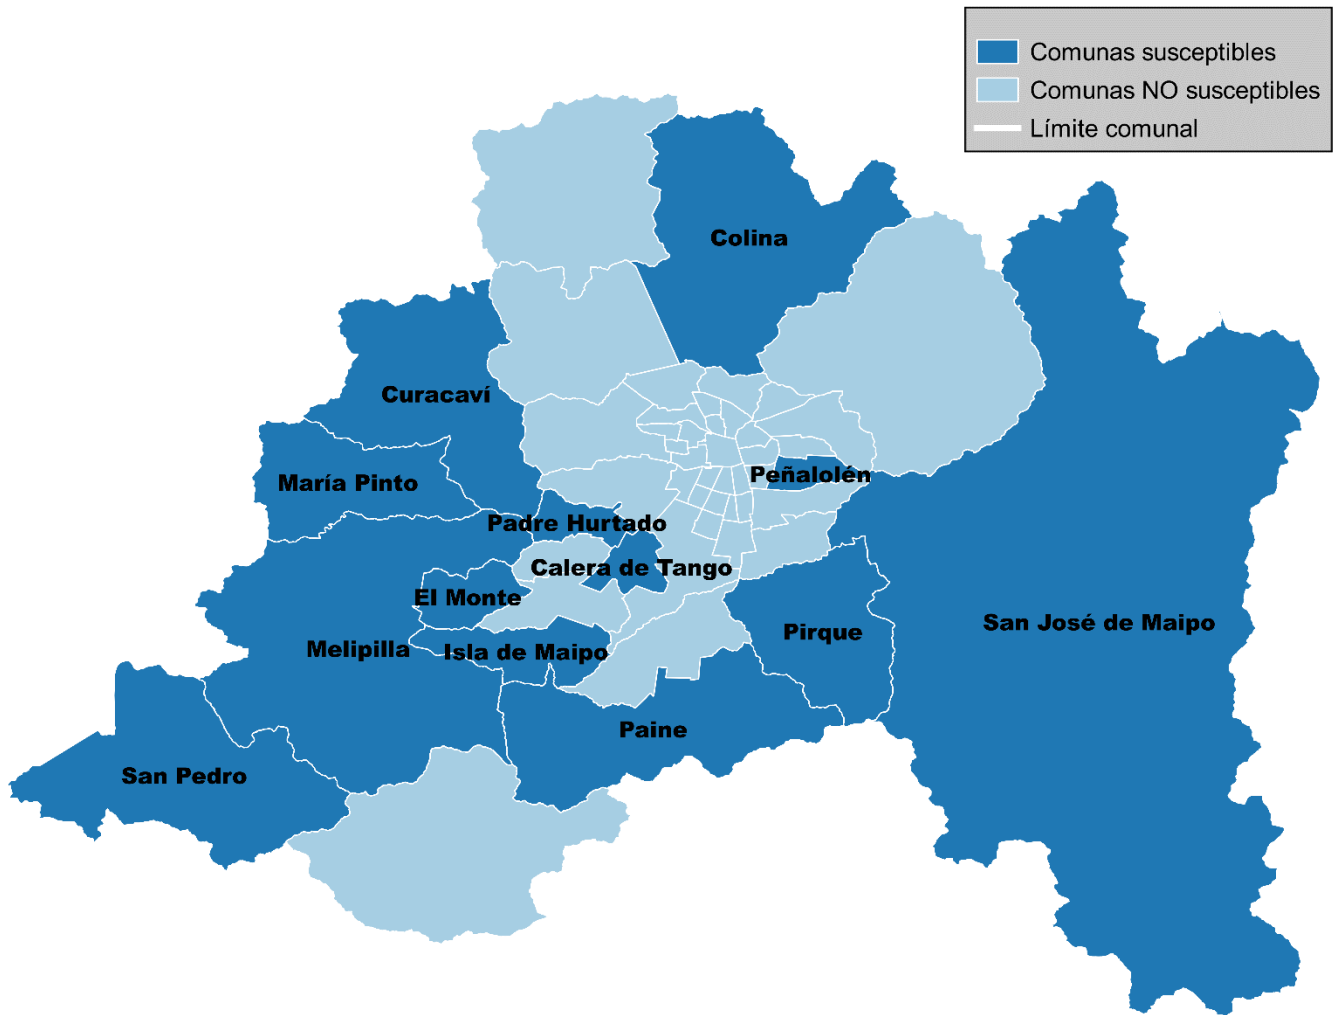 Comunas susceptibles
Comunas NO susceptibles
Límite comunal
Colina
Curacaví
María Pinto
Peñalolén
Padre Hurtado
Calera de Tango
El Monte
San José de Maipo
Pirque
Melipilla
Isla de Maipo
Paine
San Pedro